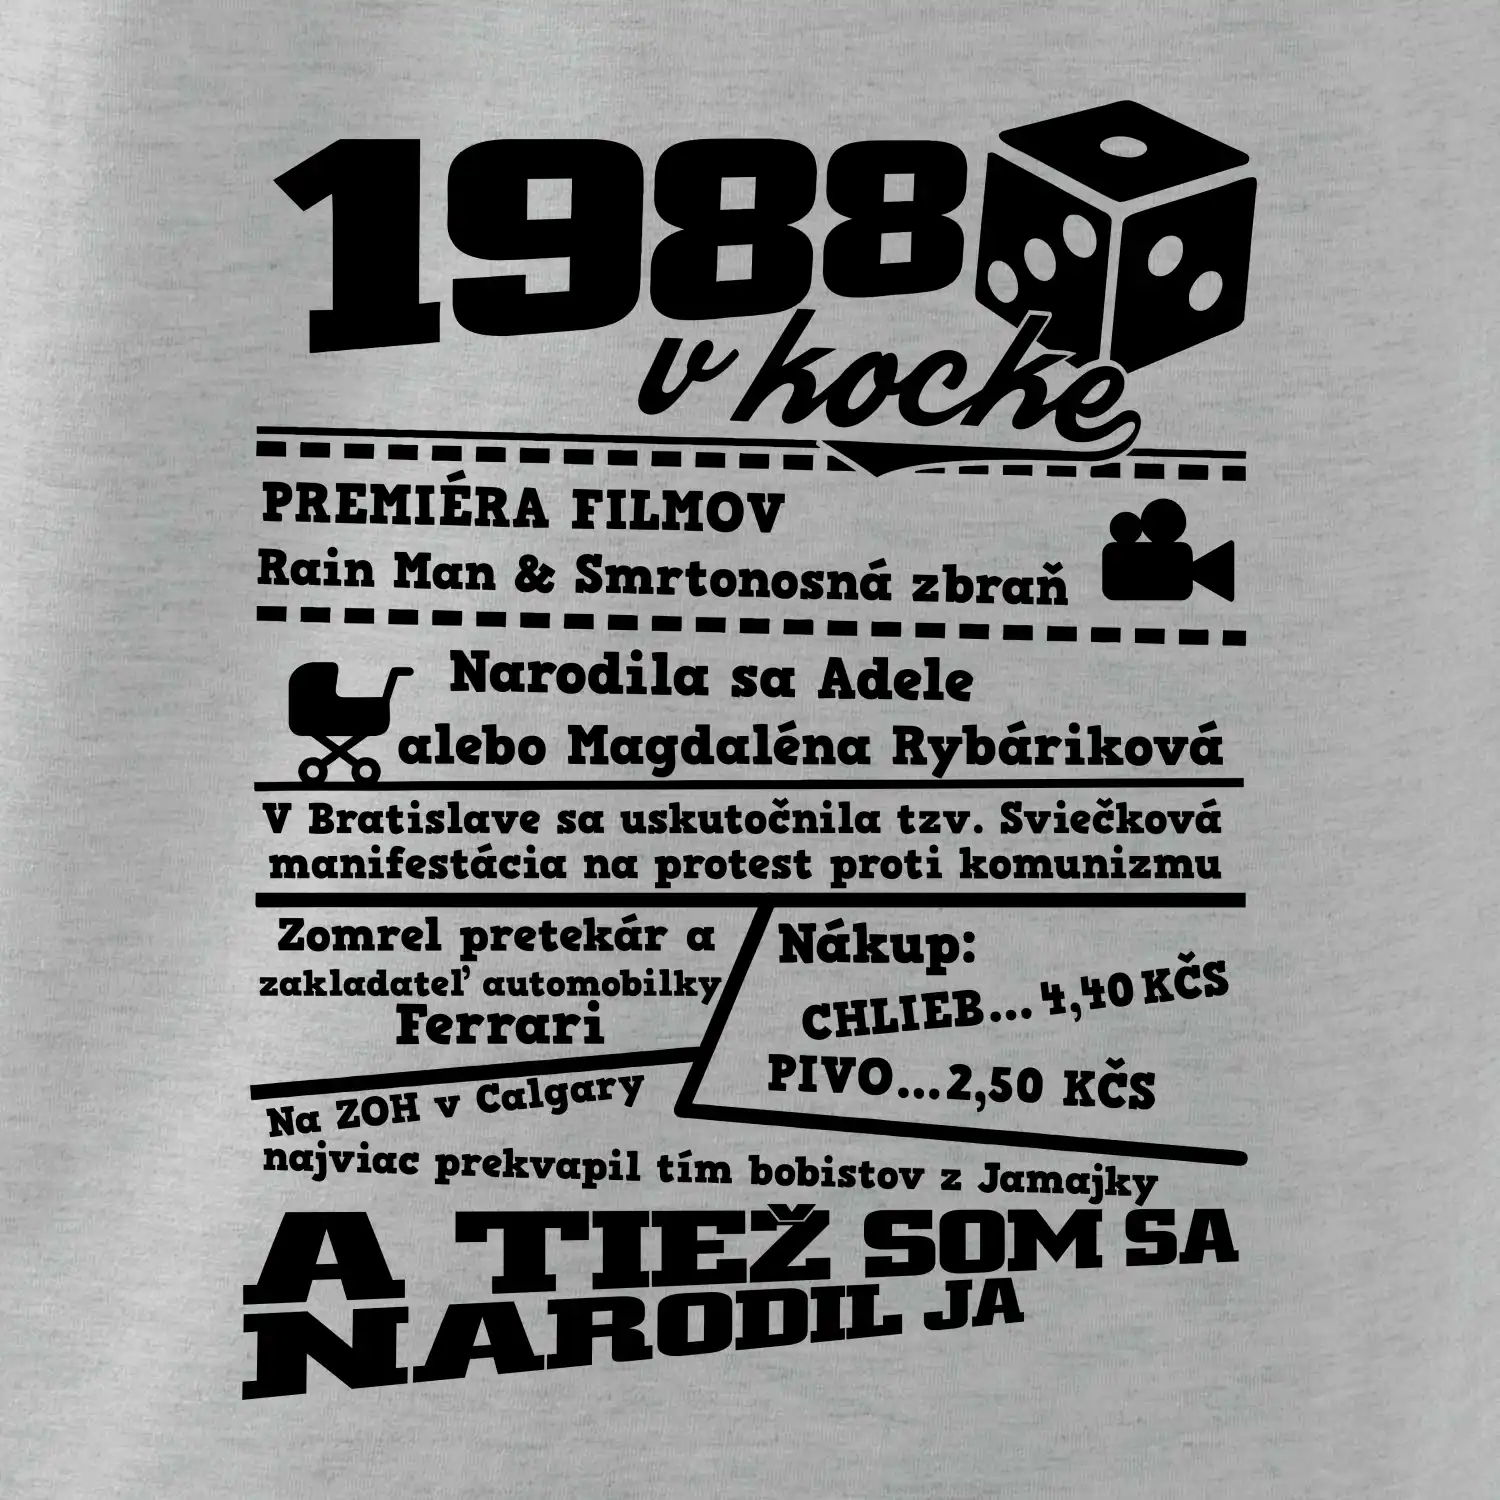 1988
v kocke
PREMIÉRA FILMOV
Rain Man & Smrtonosná zbraň
Narodila sa Adele
alebo Magdaléna Rybáriková
V Bratislave sa uskutočnila tzv. Sviečková
manifestácia na protest proti komunizmu
Zomrel pretekár a
zakladateľ automobilky
Ferrari
Nákup:
CHLIEB... 4,40 KČS
PIVO...2,50 KČS
Na ZOH v Calgary
najviac prekvapil tím bobistov z Jamajky
A TIEŽ SOM SA
NARODIL JA